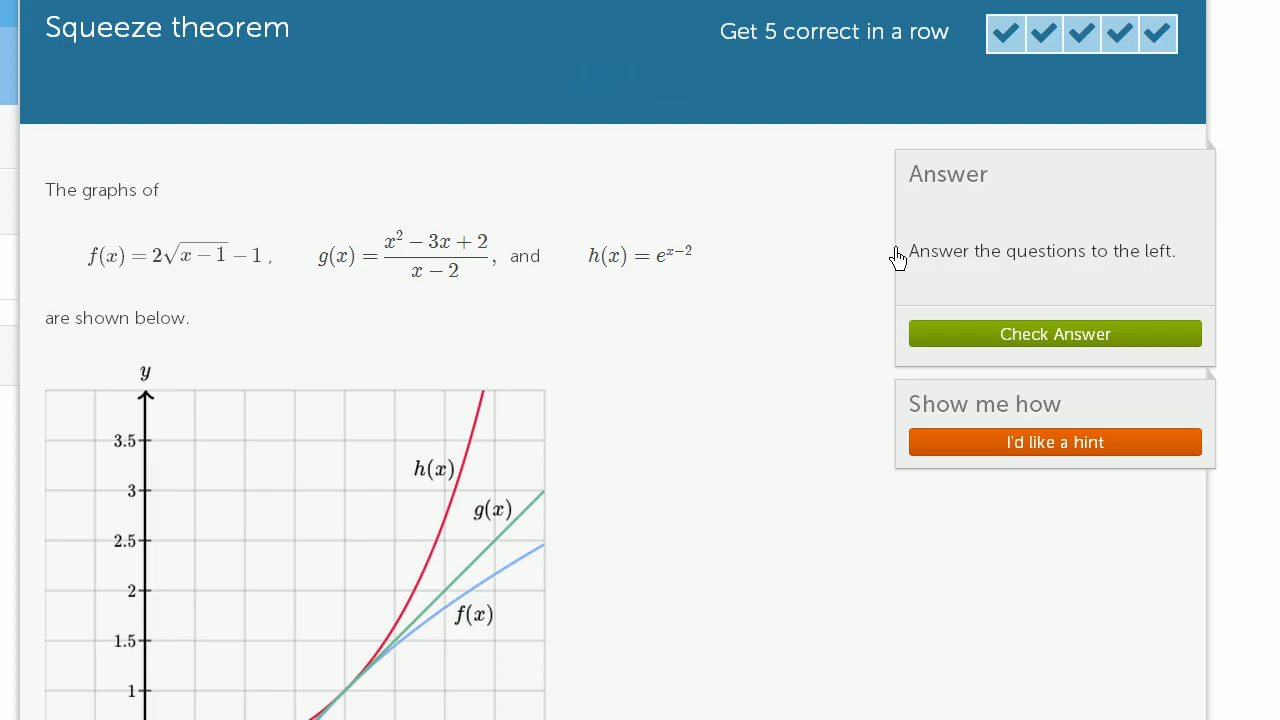 Squeeze theorem
Get 5 correct in a row
The graphs of
f(x) = 2√(x − 1) − 1 , g(x) = (x² − 3x + 2)/(x − 2), and h(x) = e^(x−2)
are shown below.
Answer
Answer the questions to the left.
Check Answer
Show me how
I'd like a hint
y
3.5
h(x)
3
g(x)
2.5
2
f(x)
1.5
1